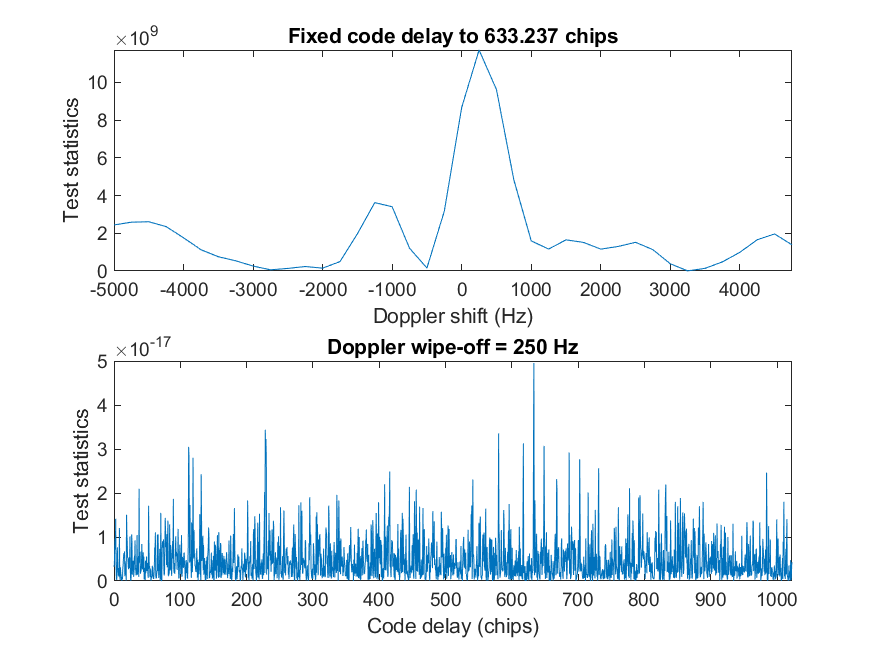 ×10^9
Fixed code delay to 633.237 chips
Test statistics
10
8
6
4
2
0
-5000 -4000 -3000 -2000 -1000 0 1000 2000 3000 4000
Doppler shift (Hz)
×10^-17
Doppler wipe-off = 250 Hz
Test statistics
5
4
3
2
1
0
0 100 200 300 400 500 600 700 800 900 1000
Code delay (chips)